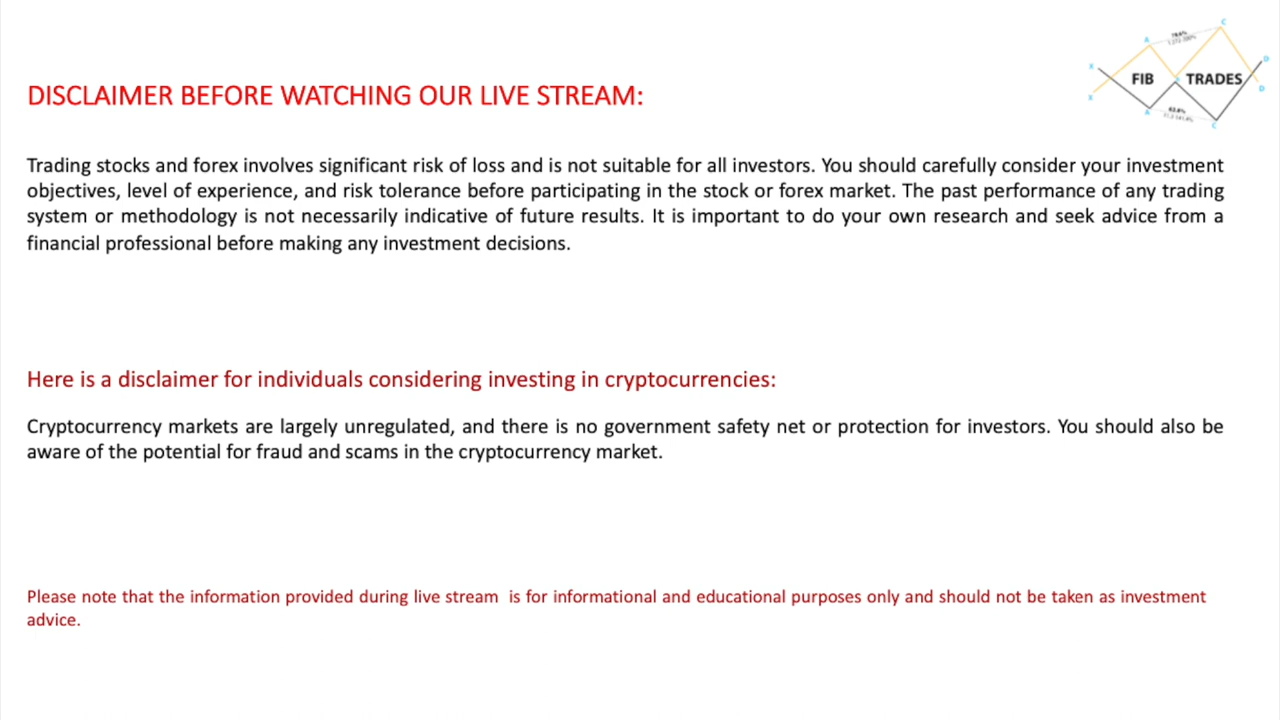 FIB TRADES
DISCLAIMER BEFORE WATCHING OUR LIVE STREAM:
Trading stocks and forex involves significant risk of loss and is not suitable for all investors. You should carefully consider your investment
objectives, level of experience, and risk tolerance before participating in the stock or forex market. The past performance of any trading
system or methodology is not necessarily indicative of future results. It is important to do your own research and seek advice from a
financial professional before making any investment decisions.
Here is a disclaimer for individuals considering investing in cryptocurrencies:
Cryptocurrency markets are largely unregulated, and there is no government safety net or protection for investors. You should also be
aware of the potential for fraud and scams in the cryptocurrency market.
Please note that the information provided during live stream  is for informational and educational purposes only and should not be taken as investment
advice.